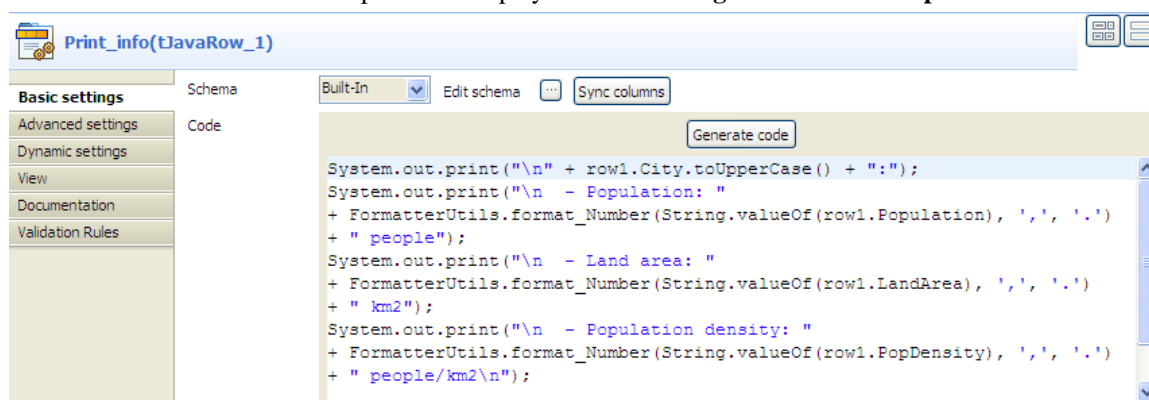 Print_info(tJavaRow_1)
Basic settings
Advanced settings
Dynamic settings
View
Documentation
Validation Rules
Schema
Built-In
Edit schema
...
Sync columns
Code
Generate code
System.out.print("\n" + row1.City.toUpperCase() + ":");
System.out.print("\n  - Population: "
+ FormatterUtils.format_Number(String.valueOf(row1.Population), ',', '.')
+ " people");
System.out.print("\n  - Land area: "
+ FormatterUtils.format_Number(String.valueOf(row1.LandArea), ',', '.')
+ " km2");
System.out.print("\n  - Population density: "
+ FormatterUtils.format_Number(String.valueOf(row1.PopDensity), ',', '.')
+ " people/km2\n");